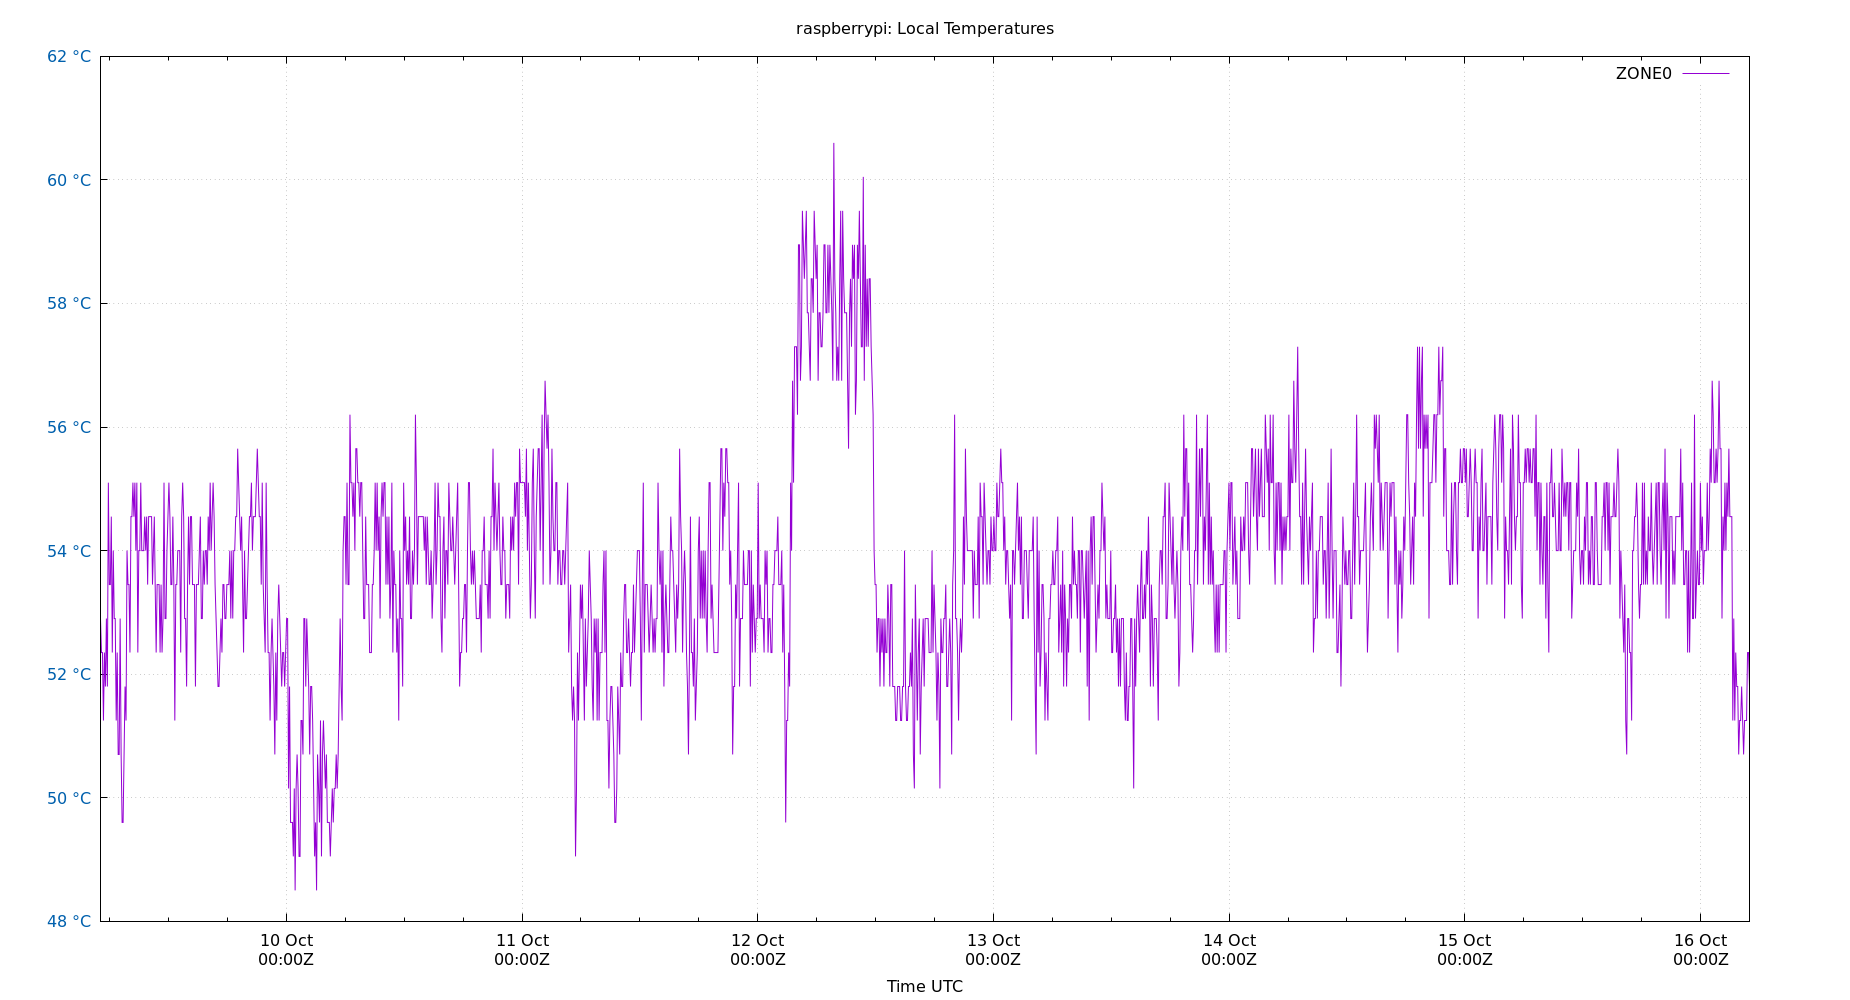 raspberrypi: Local Temperatures
ZONE0
62 °C
60 °C
58 °C
56 °C
54 °C
52 °C
50 °C
48 °C
10 Oct 11 Oct 12 Oct 13 Oct 14 Oct 15 Oct 16 Oct
00:00Z 00:00Z 00:00Z 00:00Z 00:00Z 00:00Z 00:00Z
Time UTC